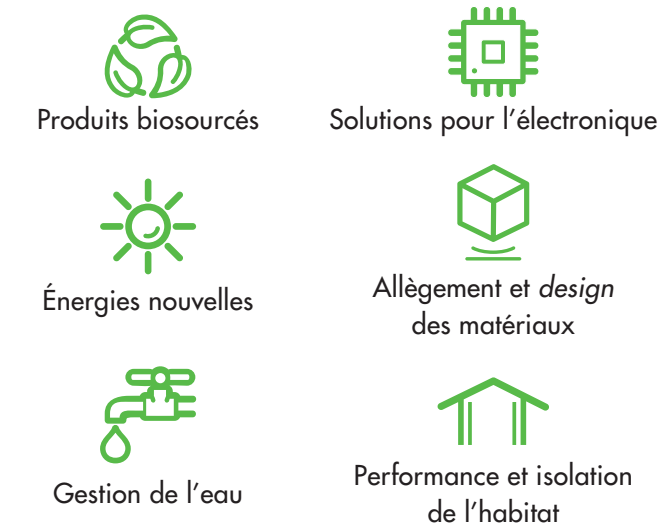 Produits biosourcés
Solutions pour l'électronique
Énergies nouvelles
Allègement et design
des matériaux
Gestion de l'eau
Performance et isolation
de l'habitat